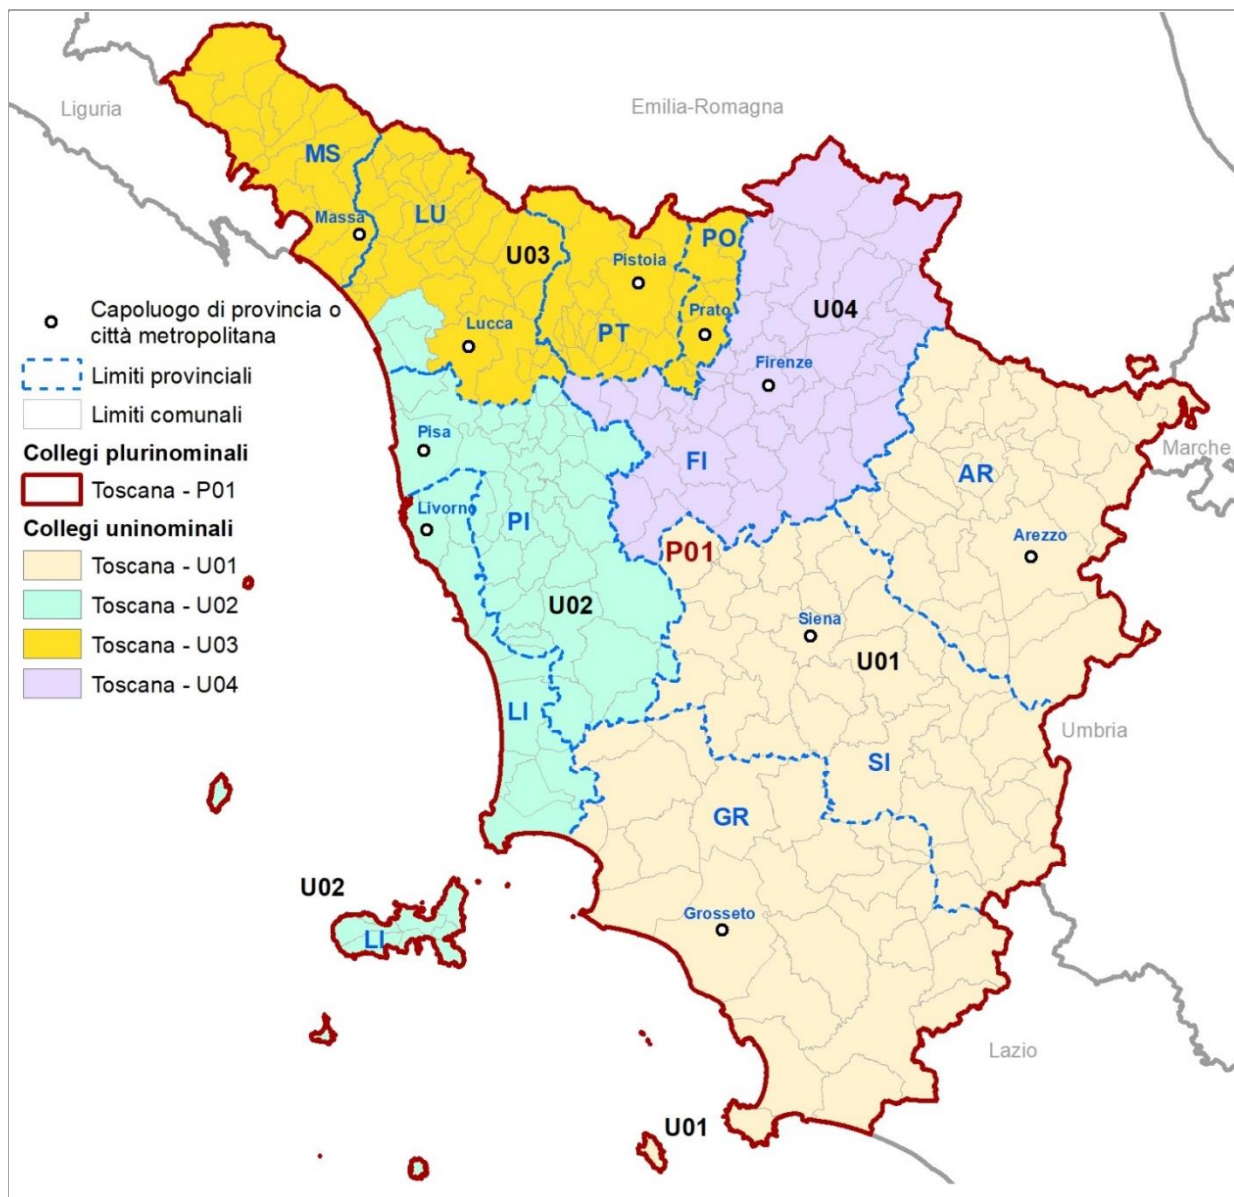 Liguria
Emilia-Romagna
MS
LU
Massa
U03
PO
Pistoia
PT
Prato
U04
Lucca
Firenze
Capoluogo di provincia o
città metropolitana
Limiti provinciali
Limiti comunali
Collegi plurinominali
Toscana - P01
Collegi uninominali
Toscana - U01
Toscana - U02
Toscana - U03
Toscana - U04
Pisa
FI
AR
Marche
Livorno
PI
P01
Arezzo
U02
Siena
U01
LI
SI
Umbria
GR
U02
LI
Grosseto
Lazio
U01